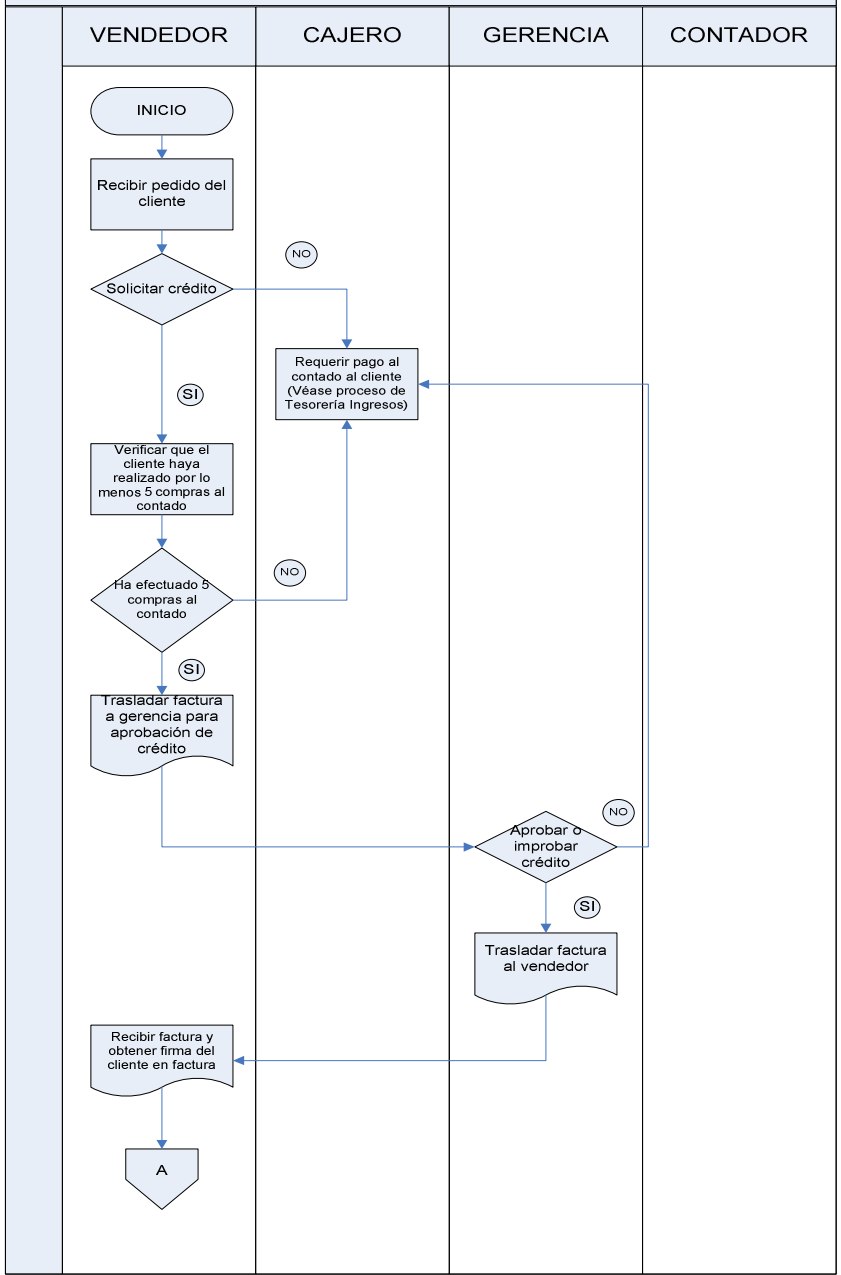 VENDEDOR
CAJERO
GERENCIA
CONTADOR
INICIO
Recibir pedido del
cliente
NO
Solicitar crédito
Requerir pago al
contado al cliente
(Véase proceso de
Tesorería Ingresos)
SI
Verificar que el
cliente haya
realizado por lo
menos 5 compras al
contado
NO
Ha efectuado 5
compras al
contado
SI
Trasladar factura
a gerencia para
aprobación de
crédito
NO
Aprobar o
improbar
crédito
SI
Trasladar factura
al vendedor
Recibir factura y
obtener firma del
cliente en factura
A